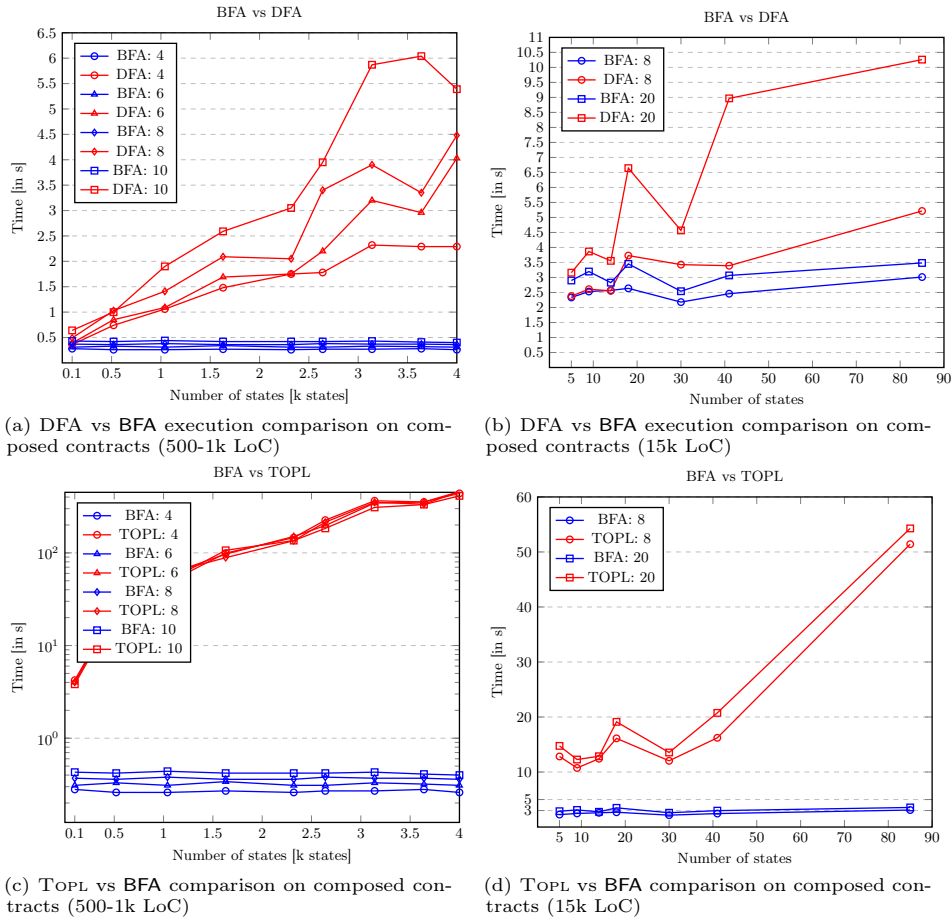 BFA vs DFA
6.5
6
5.5
5
4.5
4
3.5
3
2.5
2
1.5
1
0.5
Time [in s]
BFA: 4
DFA: 4
BFA: 6
DFA: 6
BFA: 8
DFA: 8
BFA: 10
DFA: 10
0.1 0.5 1 1.5 2 2.5 3 3.5 4
Number of states [k states]
(a) DFA vs BFA execution comparison on com-
posed contracts (500-1k LoC)
BFA vs DFA
11
10.5
10
9.5
9
8.5
8
7.5
7
6.5
6
5.5
5
4.5
4
3.5
3
2.5
2
1.5
1
0.5
Time [in s]
BFA: 8
DFA: 8
BFA: 20
DFA: 20
5 10 20 30 40 50 60 70 80 90
Number of states
(b) DFA vs BFA execution comparison on com-
posed contracts (15k LoC)
BFA vs TOPL
10²
10¹
10⁰
Time [in s]
BFA: 4
TOPL: 4
BFA: 6
TOPL: 6
BFA: 8
TOPL: 8
BFA: 10
TOPL: 10
0.1 0.5 1 1.5 2 2.5 3 3.5 4
Number of states [k states]
(c) TOPL vs BFA comparison on composed con-
tracts (500-1k LoC)
BFA vs TOPL
60
50
40
30
20
10
5
3
Time [in s]
BFA: 8
TOPL: 8
BFA: 20
TOPL: 20
5 10 20 30 40 50 60 70 80 90
Number of states
(d) TOPL vs BFA comparison on composed con-
tracts (15k LoC)